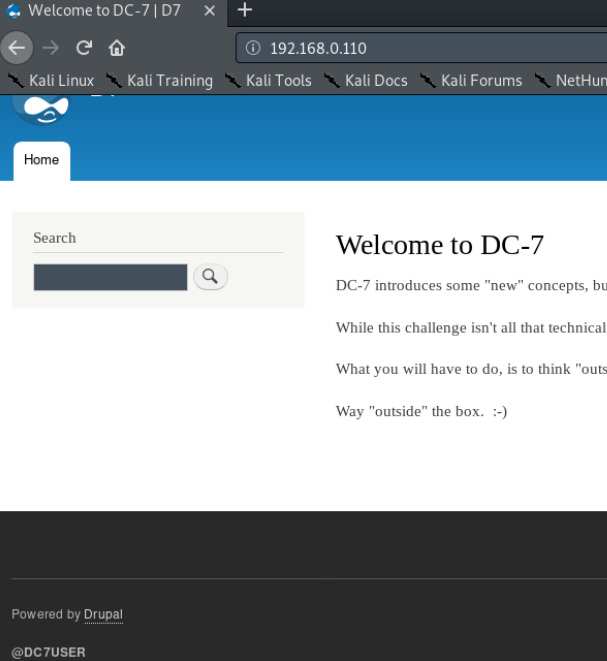 Welcome to DC-7 | D7
192.168.0.110
Kali Linux Kali Training Kali Tools Kali Docs Kali Forums NetHun
Home
Search
Welcome to DC-7
DC-7 introduces some "new" concepts, bu
While this challenge isn't all that technical
What you will have to do, is to think "outs
Way "outside" the box. :-)
Powered by Drupal
@DC7USER